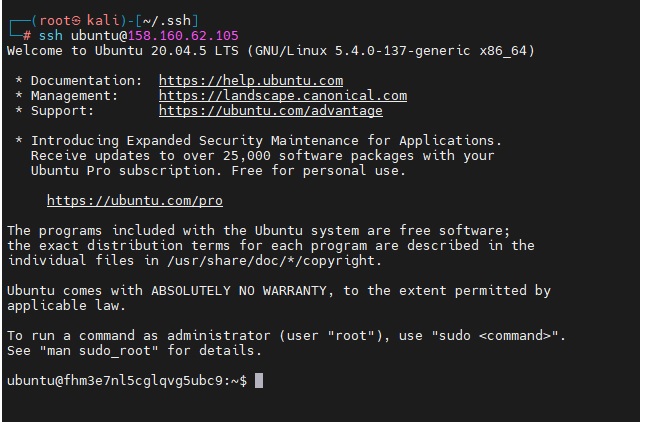 ┌──(root㉿kali)-[~/.ssh]
└─# ssh ubuntu@158.160.62.105
Welcome to Ubuntu 20.04.5 LTS (GNU/Linux 5.4.0-137-generic x86_64)
* Documentation: https://help.ubuntu.com
* Management: https://landscape.canonical.com
* Support: https://ubuntu.com/advantage
* Introducing Expanded Security Maintenance for Applications.
Receive updates to over 25,000 software packages with your
Ubuntu Pro subscription. Free for personal use.
https://ubuntu.com/pro
The programs included with the Ubuntu system are free software;
the exact distribution terms for each program are described in the
individual files in /usr/share/doc/*/copyright.
Ubuntu comes with ABSOLUTELY NO WARRANTY, to the extent permitted by
applicable law.
To run a command as administrator (user "root"), use "sudo <command>".
See "man sudo_root" for details.
ubuntu@fhm3e7nl5cglqvg5ubc9:~$